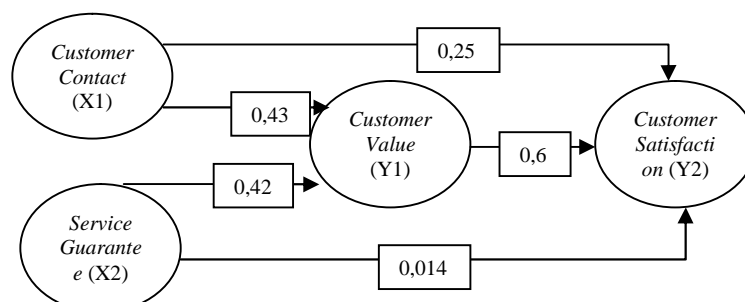 Customer
Contact
(X1)
0,25
0,43
Customer
Value
(Y1)
Customer
Satisfacti
on (Y2)
0,6
0,42
Service
Guarante
e (X2)
0,014